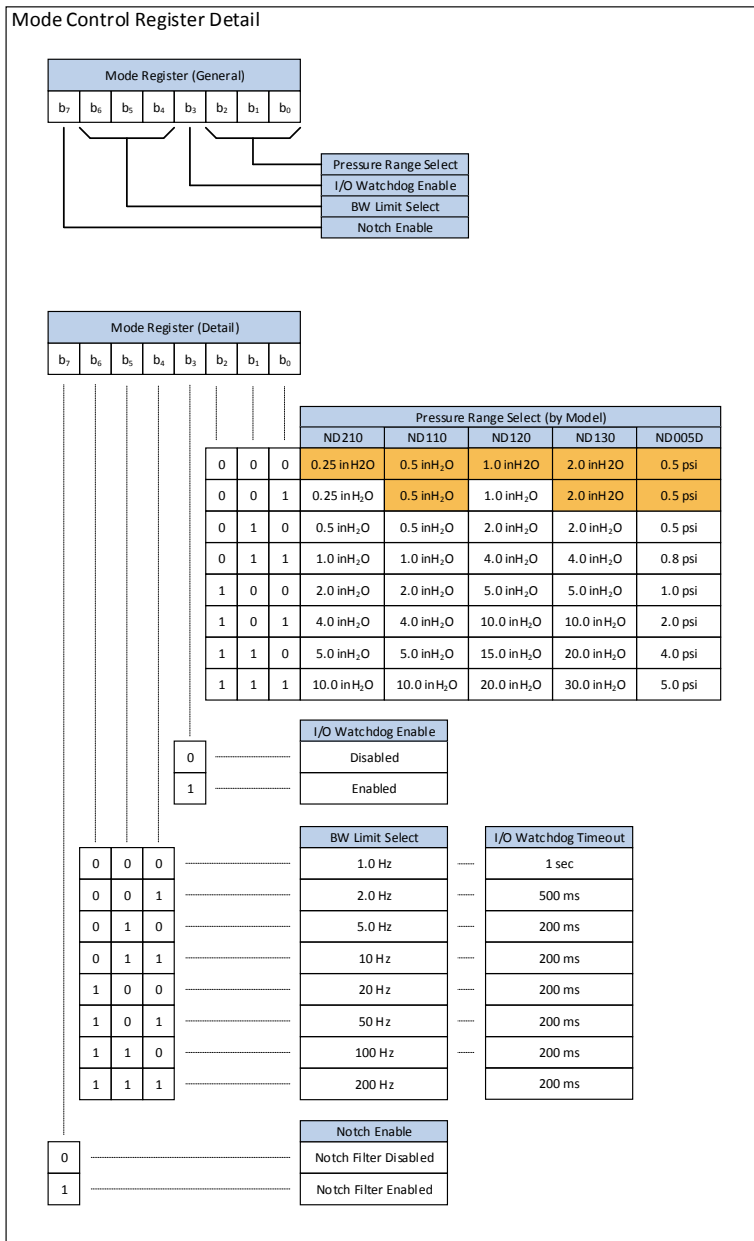 Mode Control Register Detail
Mode Register (General)
b₇ b₆ b₅ b₄ b₃ b₂ b₁ b₀
Pressure Range Select
I/O Watchdog Enable
BW Limit Select
Notch Enable
Mode Register (Detail)
b₇ b₆ b₅ b₄ b₃ b₂ b₁ b₀
Pressure Range Select (by Model)
ND210 ND110 ND120 ND130 ND005D
0 0 0 0.25 inH2O 0.5 inH₂O 1.0 inH2O 2.0 inH2O 0.5 psi
0 0 1 0.25 inH₂O 0.5 inH₂O 1.0 inH₂O 2.0 inH2O 0.5 psi
0 1 0 0.5 inH₂O 0.5 inH₂O 2.0 inH₂O 2.0 inH₂O 0.5 psi
0 1 1 1.0 inH₂O 1.0 inH₂O 4.0 inH₂O 4.0 inH₂O 0.8 psi
1 0 0 2.0 inH₂O 2.0 inH₂O 5.0 inH₂O 5.0 inH₂O 1.0 psi
1 0 1 4.0 inH₂O 4.0 inH₂O 10.0 inH₂O 10.0 inH₂O 2.0 psi
1 1 0 5.0 inH₂O 5.0 inH₂O 15.0 inH₂O 20.0 inH₂O 4.0 psi
1 1 1 10.0 inH₂O 10.0 inH₂O 20.0 inH₂O 30.0 inH₂O 5.0 psi
I/O Watchdog Enable
0 Disabled
1 Enabled
BW Limit Select I/O Watchdog Timeout
0 0 0 1.0 Hz 1 sec
0 0 1 2.0 Hz 500 ms
0 1 0 5.0 Hz 200 ms
0 1 1 10 Hz 200 ms
1 0 0 20 Hz 200 ms
1 0 1 50 Hz 200 ms
1 1 0 100 Hz 200 ms
1 1 1 200 Hz 200 ms
Notch Enable
0 Notch Filter Disabled
1 Notch Filter Enabled